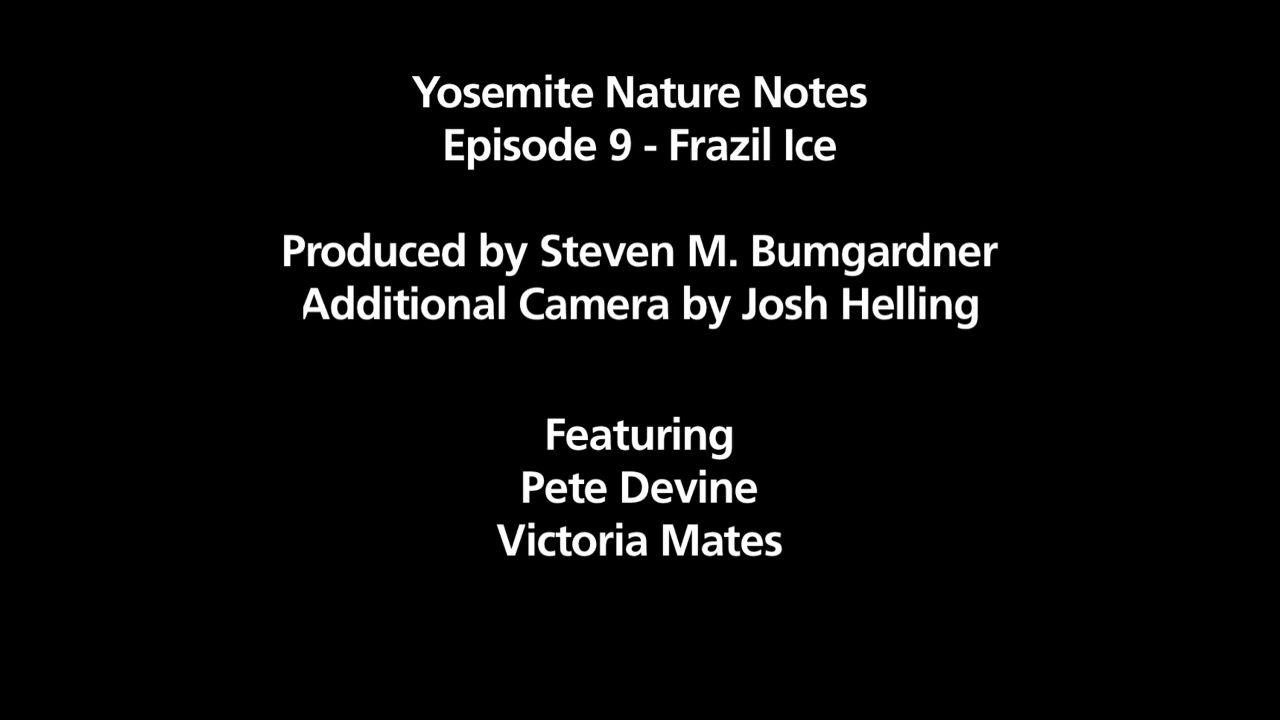 Yosemite Nature Notes
Episode 9 - Frazil Ice
Produced by Steven M. Bumgardner
Additional Camera by Josh Helling
Featuring
Pete Devine
Victoria Mates